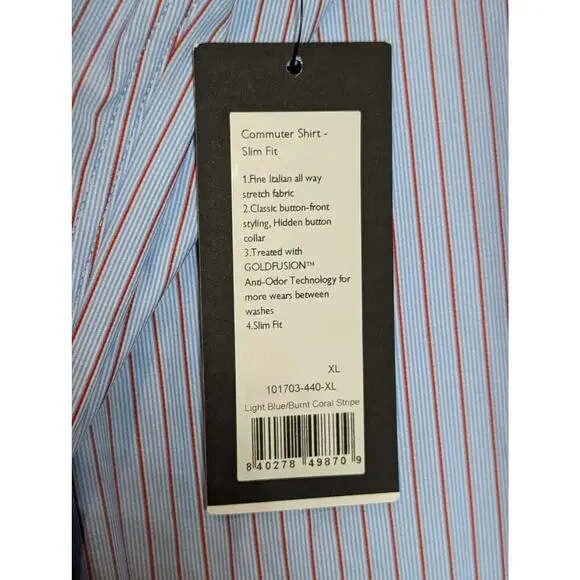 Commuter Shirt -
Slim Fit
1.Fine Italian all way
stretch fabric
2.Classic button-front
styling, Hidden button
collar
3.Treated with
GOLDFUSION™
Anti-Odor Technology for
more wears between
washes
4.Slim Fit
XL
101703-440-XL
Light Blue/Burnt Coral Stripe
8 40278 49870 9